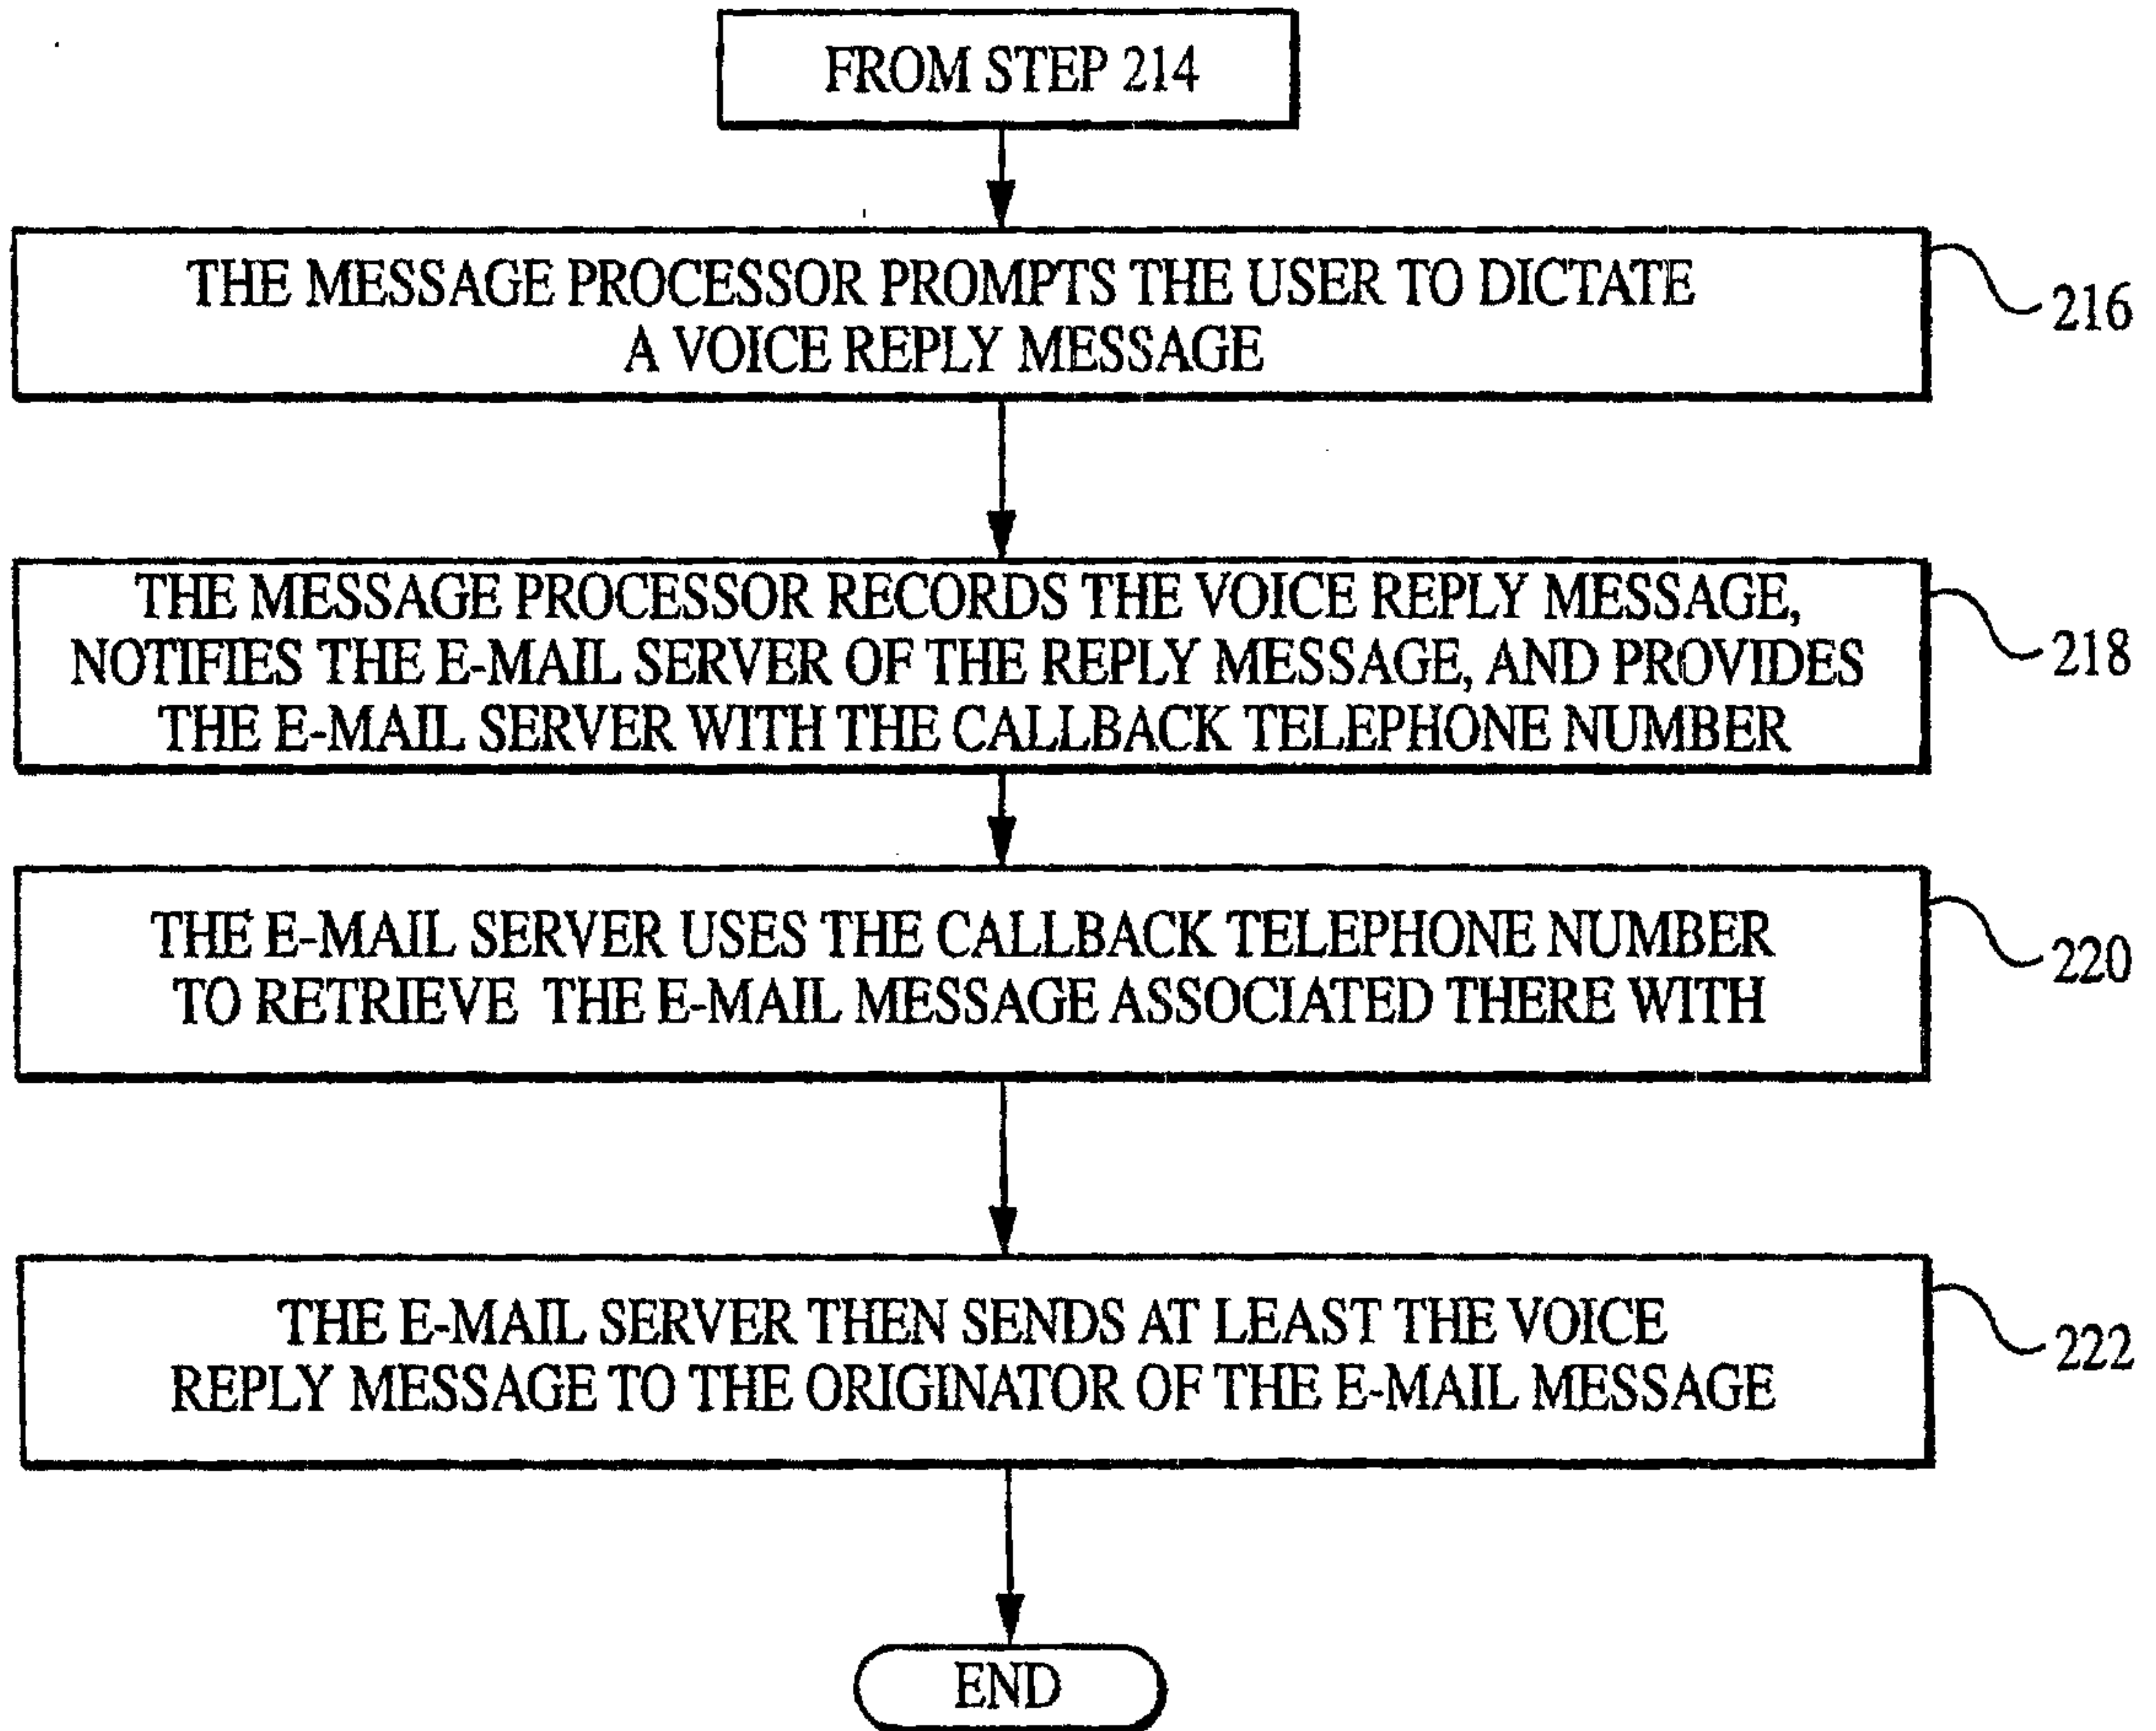 FROM STEP 214
THE MESSAGE PROCESSOR PROMPTS THE USER TO DICTATE
A VOICE REPLY MESSAGE
216
THE MESSAGE PROCESSOR RECORDS THE VOICE REPLY MESSAGE,
NOTIFIES THE E-MAIL SERVER OF THE REPLY MESSAGE, AND PROVIDES
THE E-MAIL SERVER WITH THE CALLBACK TELEPHONE NUMBER
218
THE E-MAIL SERVER USES THE CALLBACK TELEPHONE NUMBER
TO RETRIEVE THE E-MAIL MESSAGE ASSOCIATED THERE WITH
220
THE E-MAIL SERVER THEN SENDS AT LEAST THE VOICE
REPLY MESSAGE TO THE ORIGINATOR OF THE E-MAIL MESSAGE
222
END